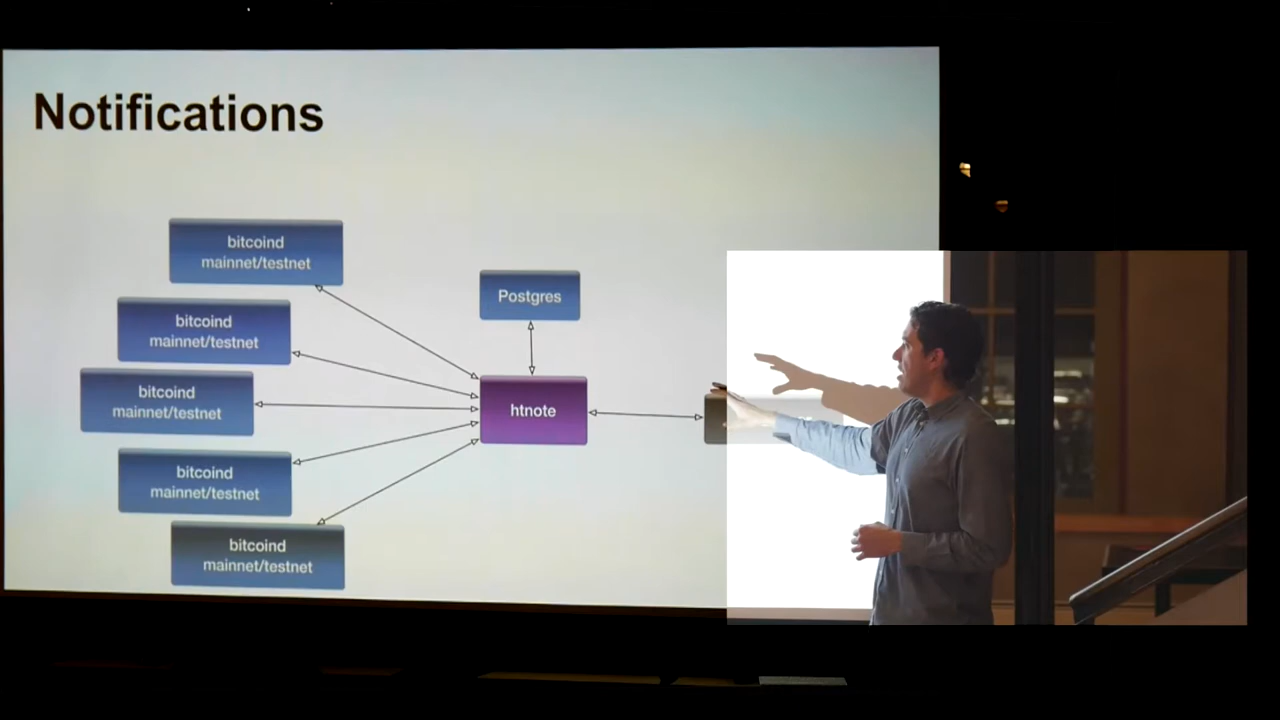 Notifications
bitcoind
mainnet/testnet
bitcoind
mainnet/testnet
Postgres
bitcoind
mainnet/testnet
htnote
bitcoind
mainnet/testnet
bitcoind
mainnet/testnet